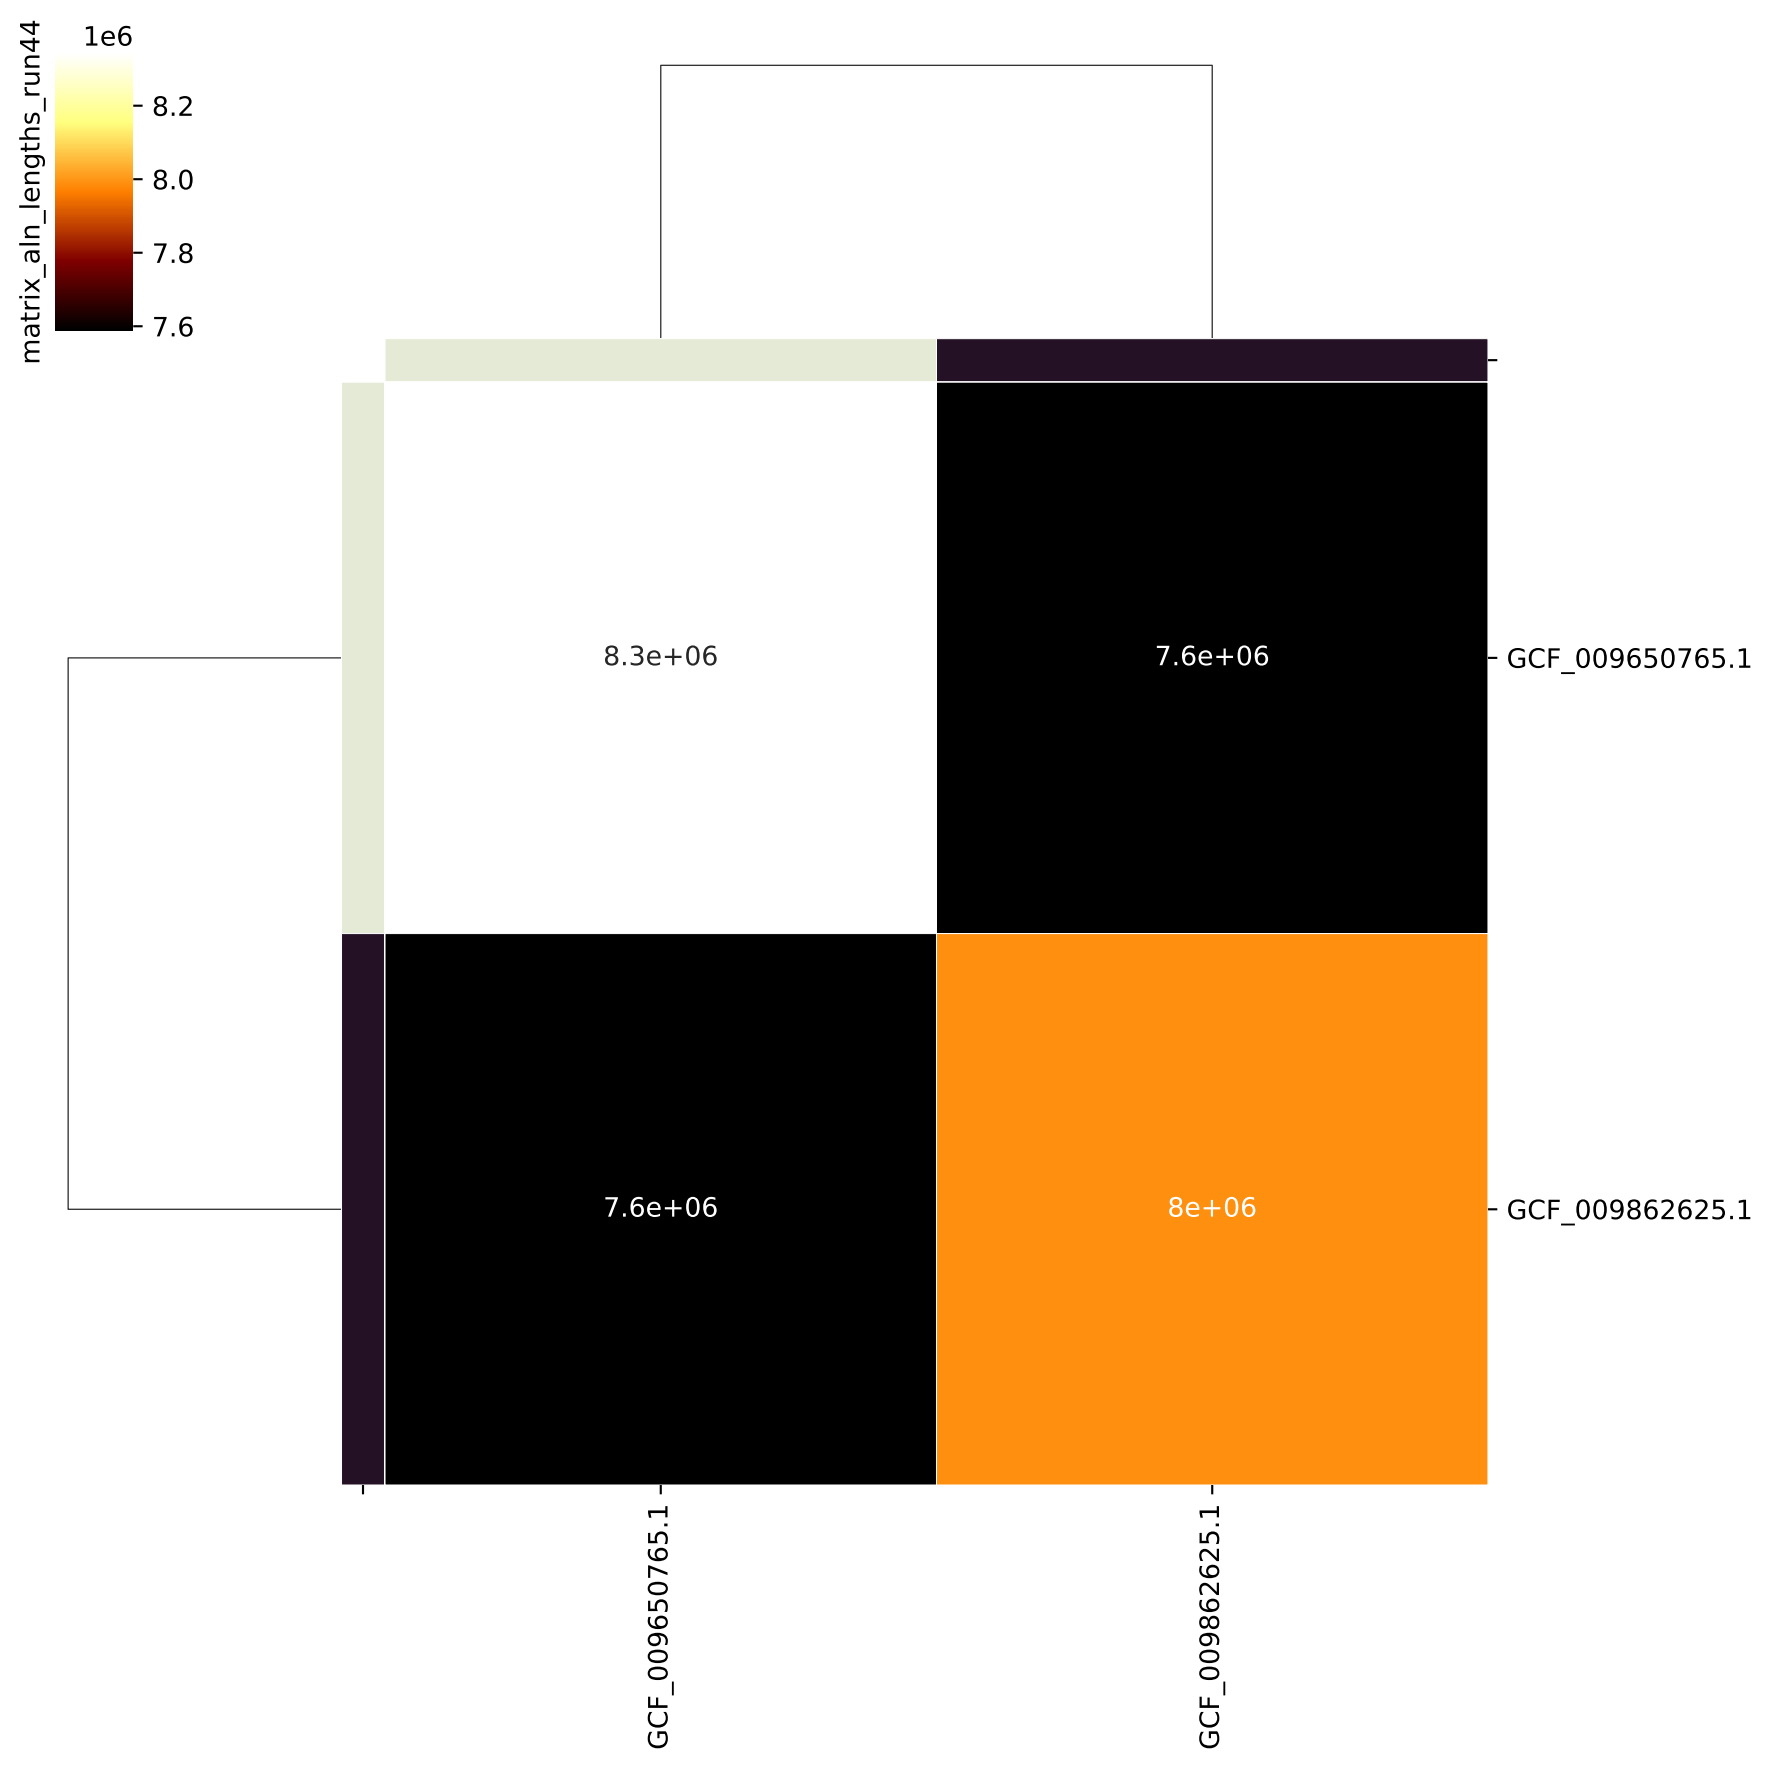 matrix_aln_lengths_run44
1e6
8.2
8.0
7.8
7.6
8.3e+06
7.6e+06
GCF_009650765.1
7.6e+06
8e+06
GCF_009862625.1
GCF_009650765.1
GCF_009862625.1